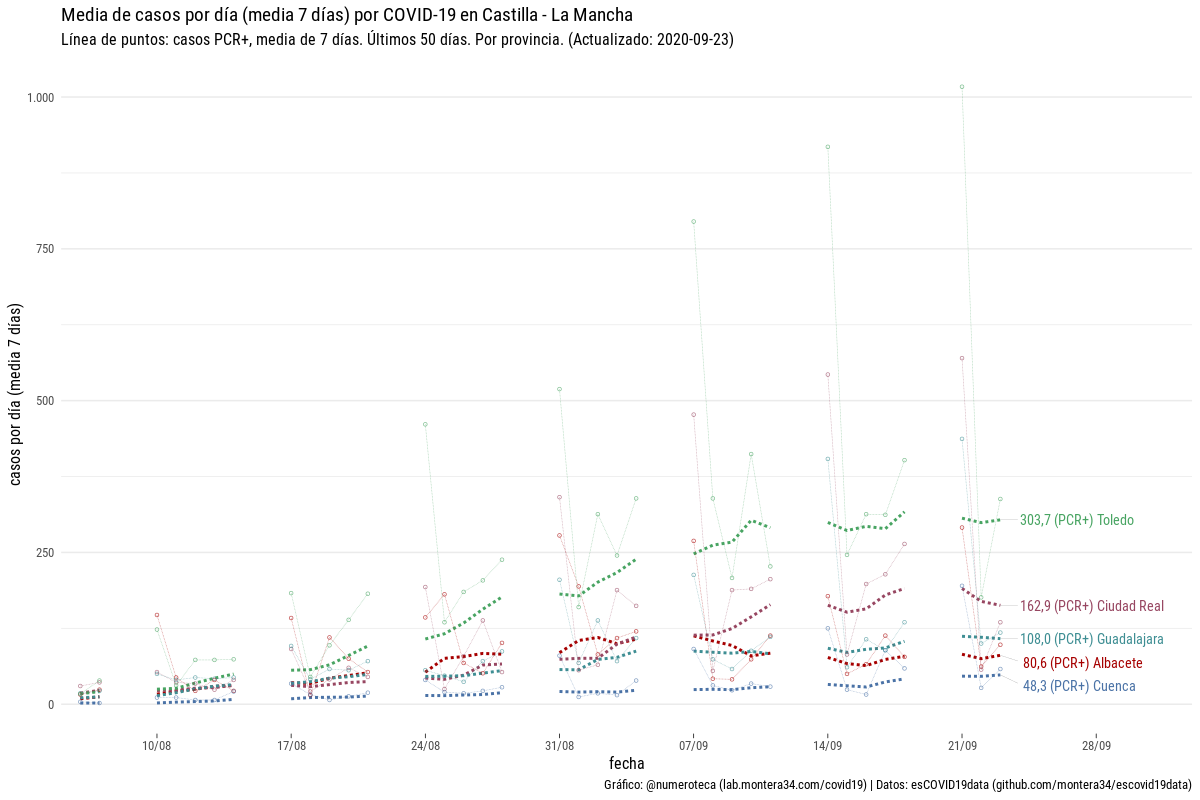 Media de casos por día (media 7 días) por COVID-19 en Castilla - La Mancha
Línea de puntos: casos PCR+, media de 7 días. Últimos 50 días. Por provincia. (Actualizado: 2020-09-23)
casos por día (media 7 días)
1.000
750
500
250
0
303,7 (PCR+) Toledo
162,9 (PCR+) Ciudad Real
108,0 (PCR+) Guadalajara
80,6 (PCR+) Albacete
48,3 (PCR+) Cuenca
10/08 17/08 24/08 31/08 07/09 14/09 21/09 28/09
fecha
Gráfico: @numeroteca (lab.montera34.com/covid19) | Datos: esCOVID19data (github.com/montera34/escovid19data)